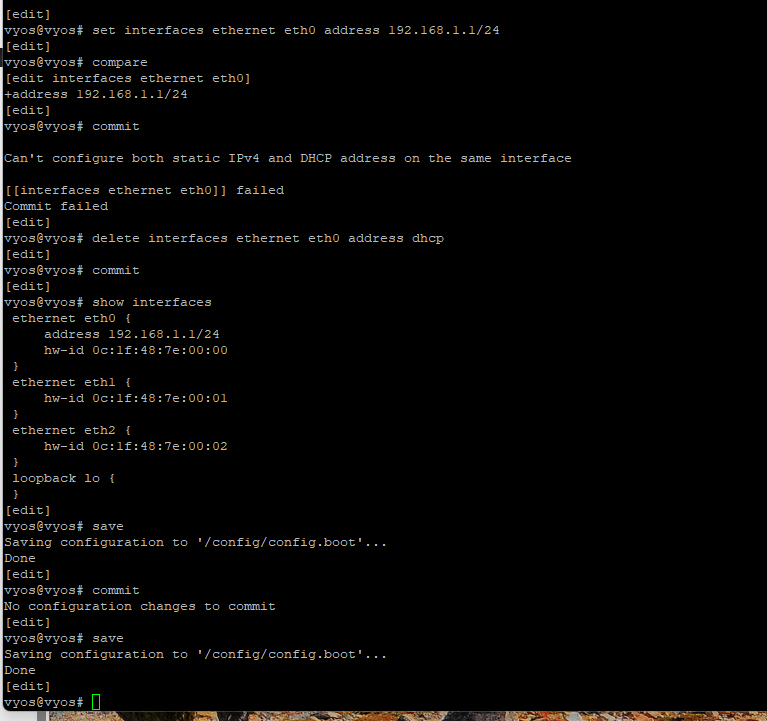 [edit]
vyos@vyos# set interfaces ethernet eth0 address 192.168.1.1/24
[edit]
vyos@vyos# compare
[edit interfaces ethernet eth0]
+address 192.168.1.1/24
[edit]
vyos@vyos# commit
Can't configure both static IPv4 and DHCP address on the same interface
[[interfaces ethernet eth0]] failed
Commit failed
[edit]
vyos@vyos# delete interfaces ethernet eth0 address dhcp
[edit]
vyos@vyos# commit
[edit]
vyos@vyos# show interfaces
ethernet eth0 {
address 192.168.1.1/24
hw-id 0c:1f:48:7e:00:00
}
ethernet eth1 {
hw-id 0c:1f:48:7e:00:01
}
ethernet eth2 {
hw-id 0c:1f:48:7e:00:02
}
loopback lo {
}
[edit]
vyos@vyos# save
Saving configuration to '/config/config.boot'...
Done
[edit]
vyos@vyos# commit
No configuration changes to commit
[edit]
vyos@vyos# save
Saving configuration to '/config/config.boot'...
Done
[edit]
vyos@vyos#